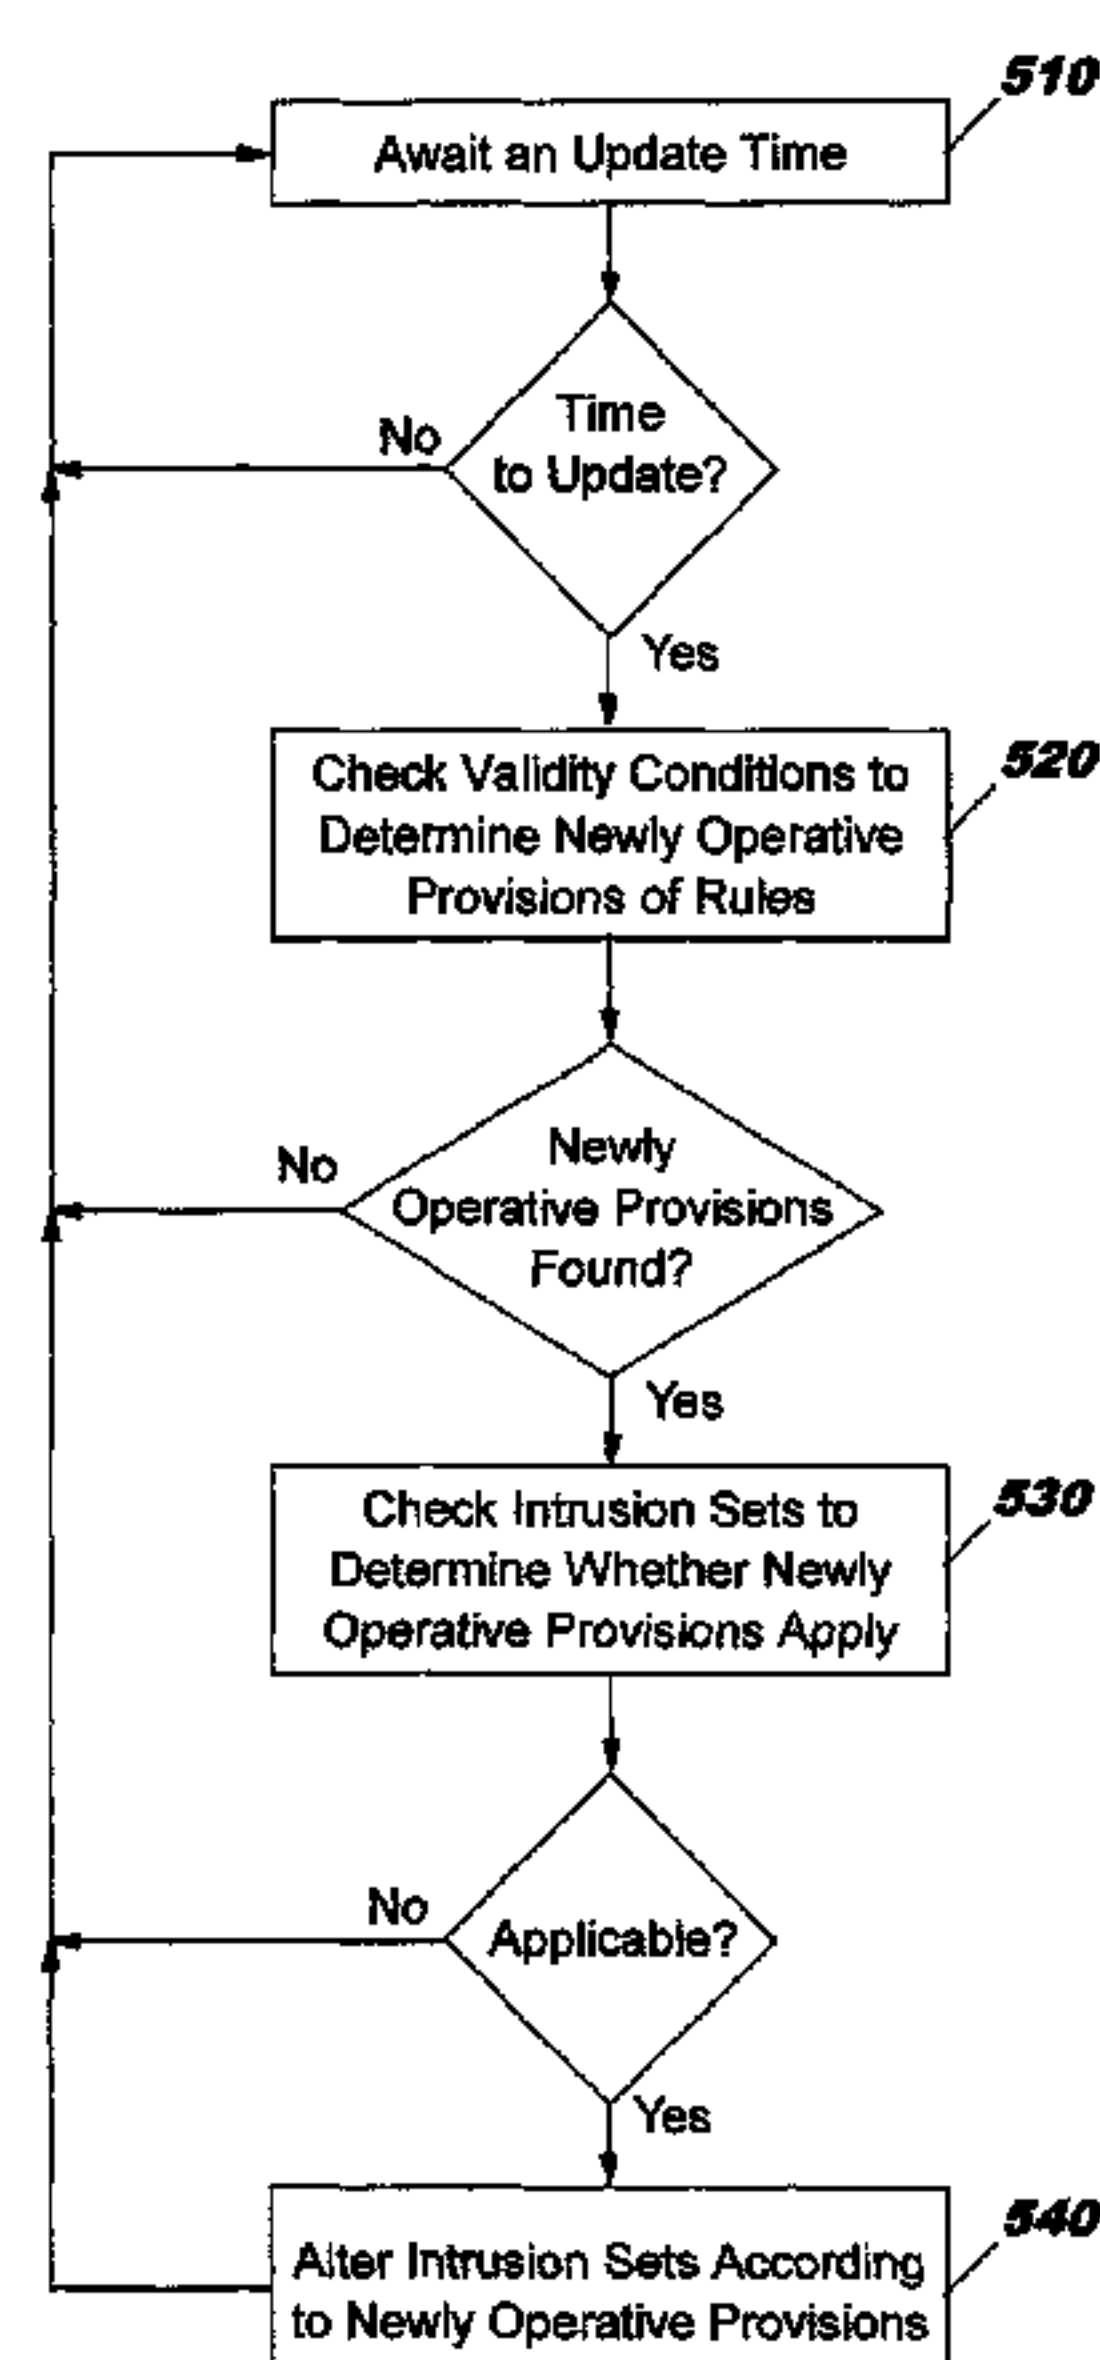 510
Await an Update Time
Time
No
to Update?
Yes
520
Check Validity Conditions to
Determine Newly Operative
Provisions of Rules
Newly
No
Operative Provisions
Found?
Yes
530
Check Intrusion Sets to
Determine Whether Newly
Operative Provisions Apply
No
Applicable?
Yes
540
Alter Intrusion Sets According
to Newly Operative Provisions